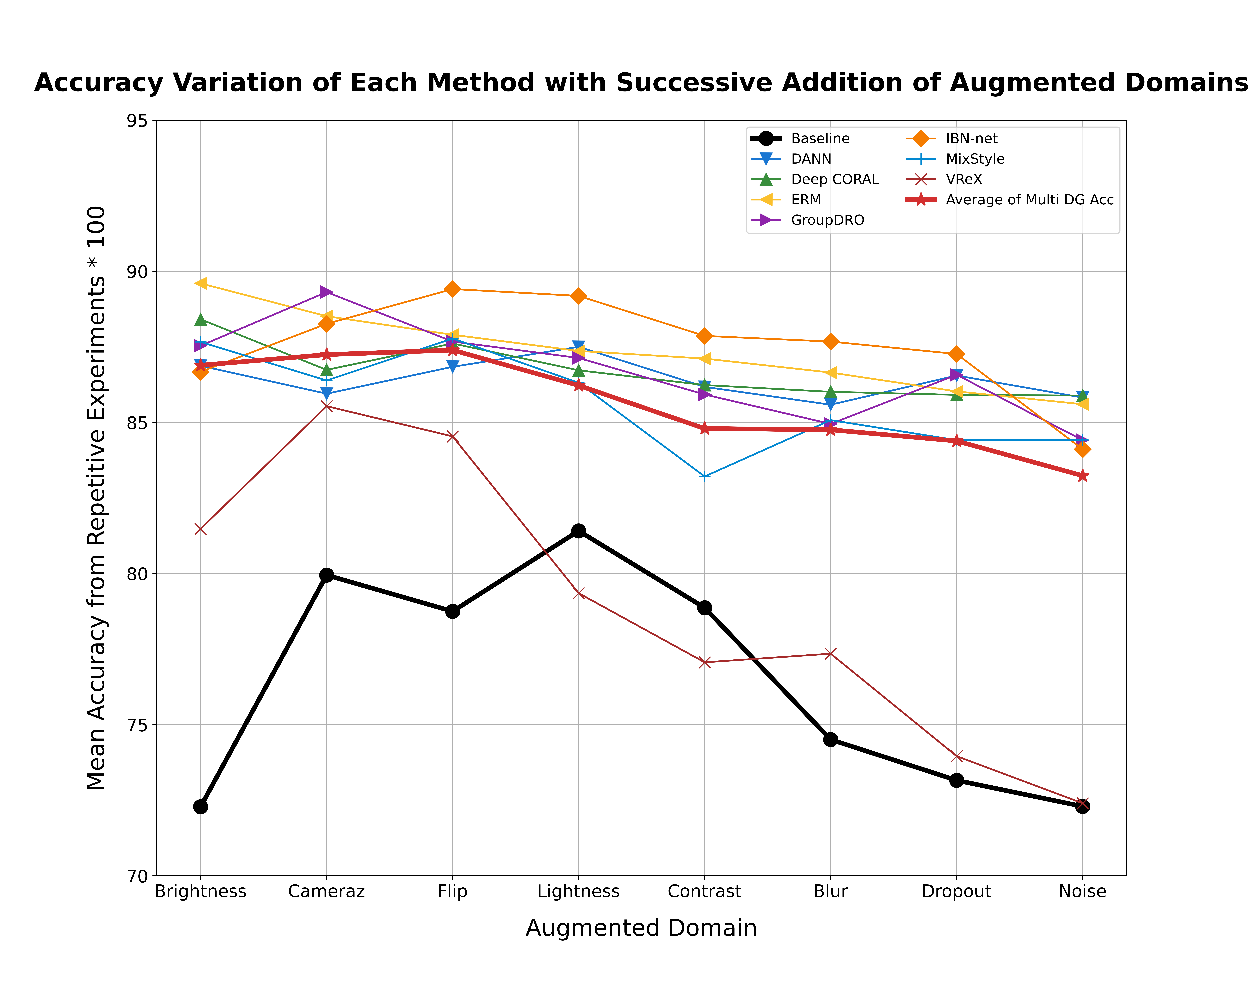 Accuracy Variation of Each Method with Successive Addition of Augmented Domains
Mean Accuracy from Repetitive Experiments * 100
95
90
85
80
75
70
Baseline
DANN
Deep CORAL
ERM
GroupDRO
IBN-net
MixStyle
VReX
Average of Multi DG Acc
Brightness
Cameraz
Flip
Lightness
Contrast
Blur
Dropout
Noise
Augmented Domain